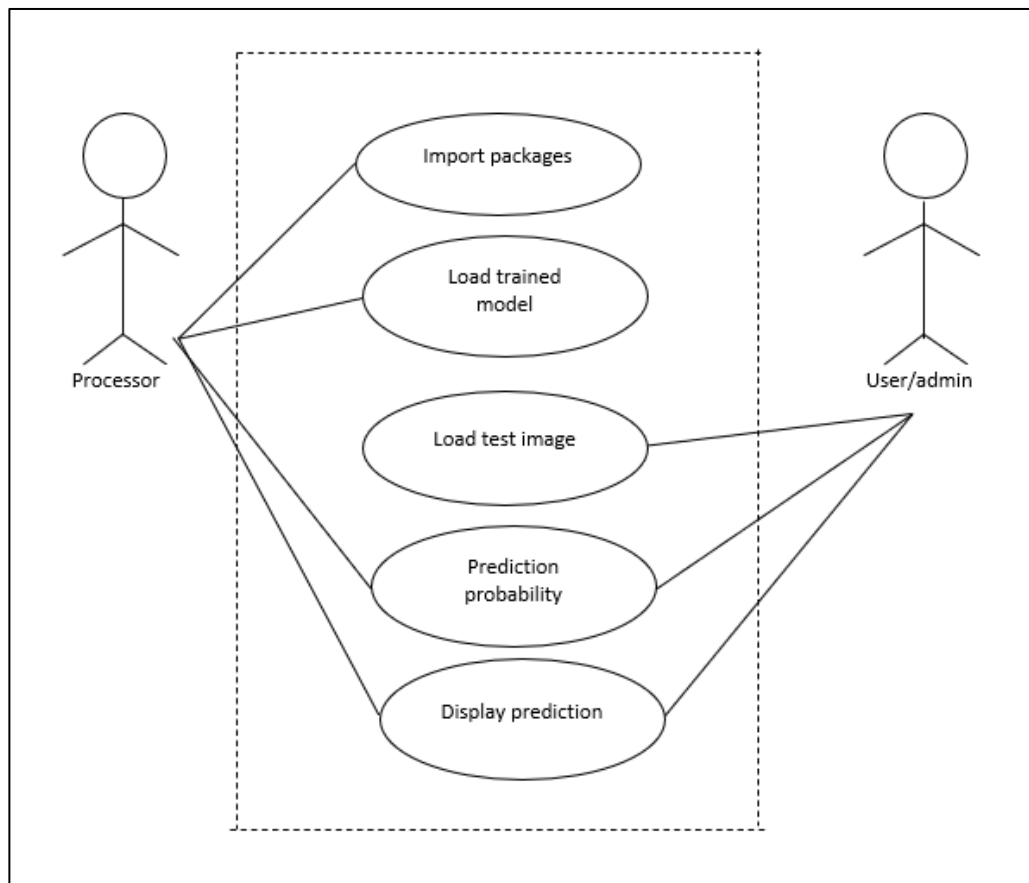 Import packages
Load trained
model
Processor
User/admin
Load test image
Prediction
probability
Display prediction